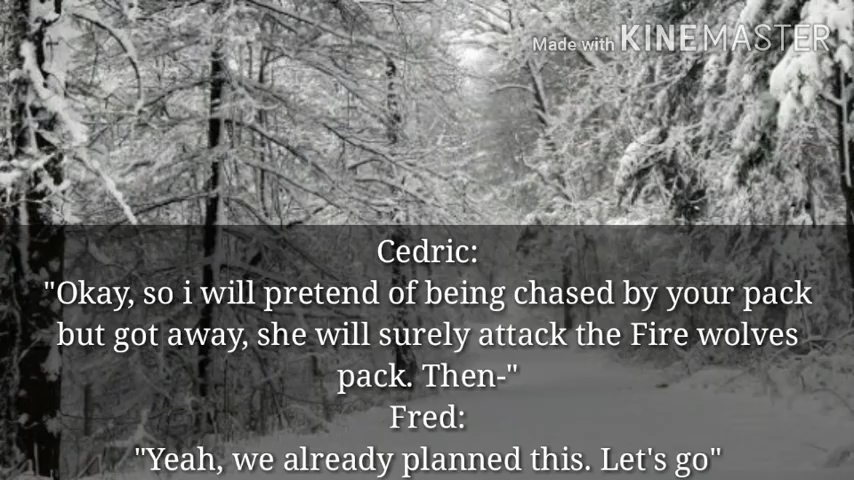 Made with KINEMASTER
Cedric:
"Okay, so i will pretend of being chased by your pack
but got away, she will surely attack the Fire wolves
pack. Then-"
Fred:
"Yeah, we already planned this. Let's go"